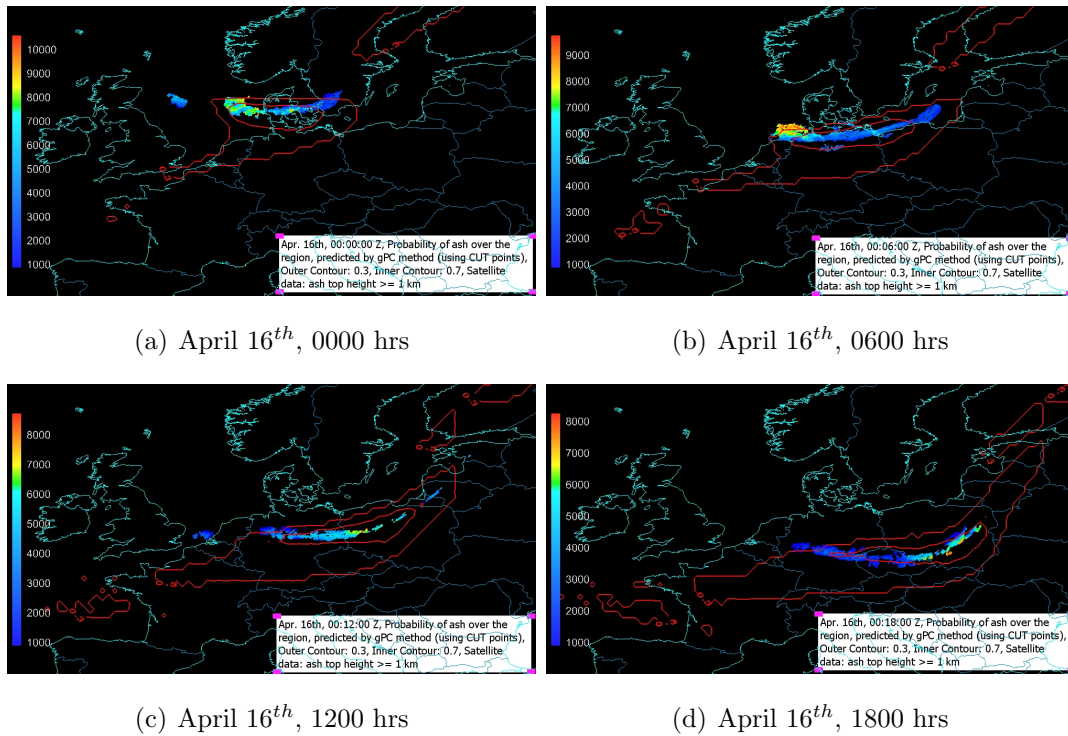 10000
9000
8000
7000
6000
5000
4000
3000
2000
1000
0.3
Apr. 16th, 00:00:00 Z, Probability of ash over the
region, predicted by gPC method (using CUT points),
Outer Contour: 0.3, Inner Contour: 0.7, Satellite
data: ash top height >= 1 km
(a) April 16th, 0000 hrs
9000
8000
7000
6000
5000
4000
3000
2000
1000
0.3
Apr. 16th, 00:06:00 Z, Probability of ash over the
region, predicted by gPC method (using CUT points),
Outer Contour: 0.3, Inner Contour: 0.7, Satellite
data: ash top height >= 1 km
(b) April 16th, 0600 hrs
8000
7000
6000
5000
4000
3000
2000
1000
0.3
Apr. 16th, 00:12:00 Z, Probability of ash over the
region, predicted by gPC method (using CUT points),
Outer Contour: 0.3, Inner Contour: 0.7, Satellite
data: ash top height >= 1 km
(c) April 16th, 1200 hrs
8000
7000
6000
5000
4000
3000
2000
1000
0.3
Apr. 16th, 00:18:00 Z, Probability of ash over the
region, predicted by gPC method (using CUT points),
Outer Contour: 0.3, Inner Contour: 0.7, Satellite
data: ash top height >= 1 km
(d) April 16th, 1800 hrs